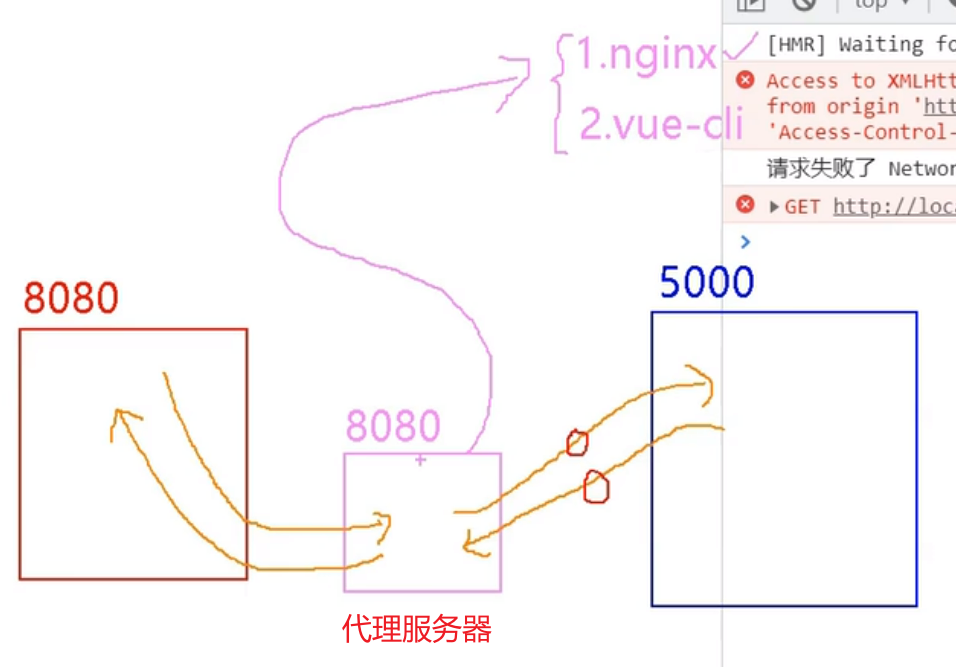 top
1.nginx
[HMR] Waiting fo
Access to XMLHtt
from origin 'htt
'Access-Control-
2.vue-cli
请求失败了 Networ
GET http://loc
5000
8080
8080
代理服务器